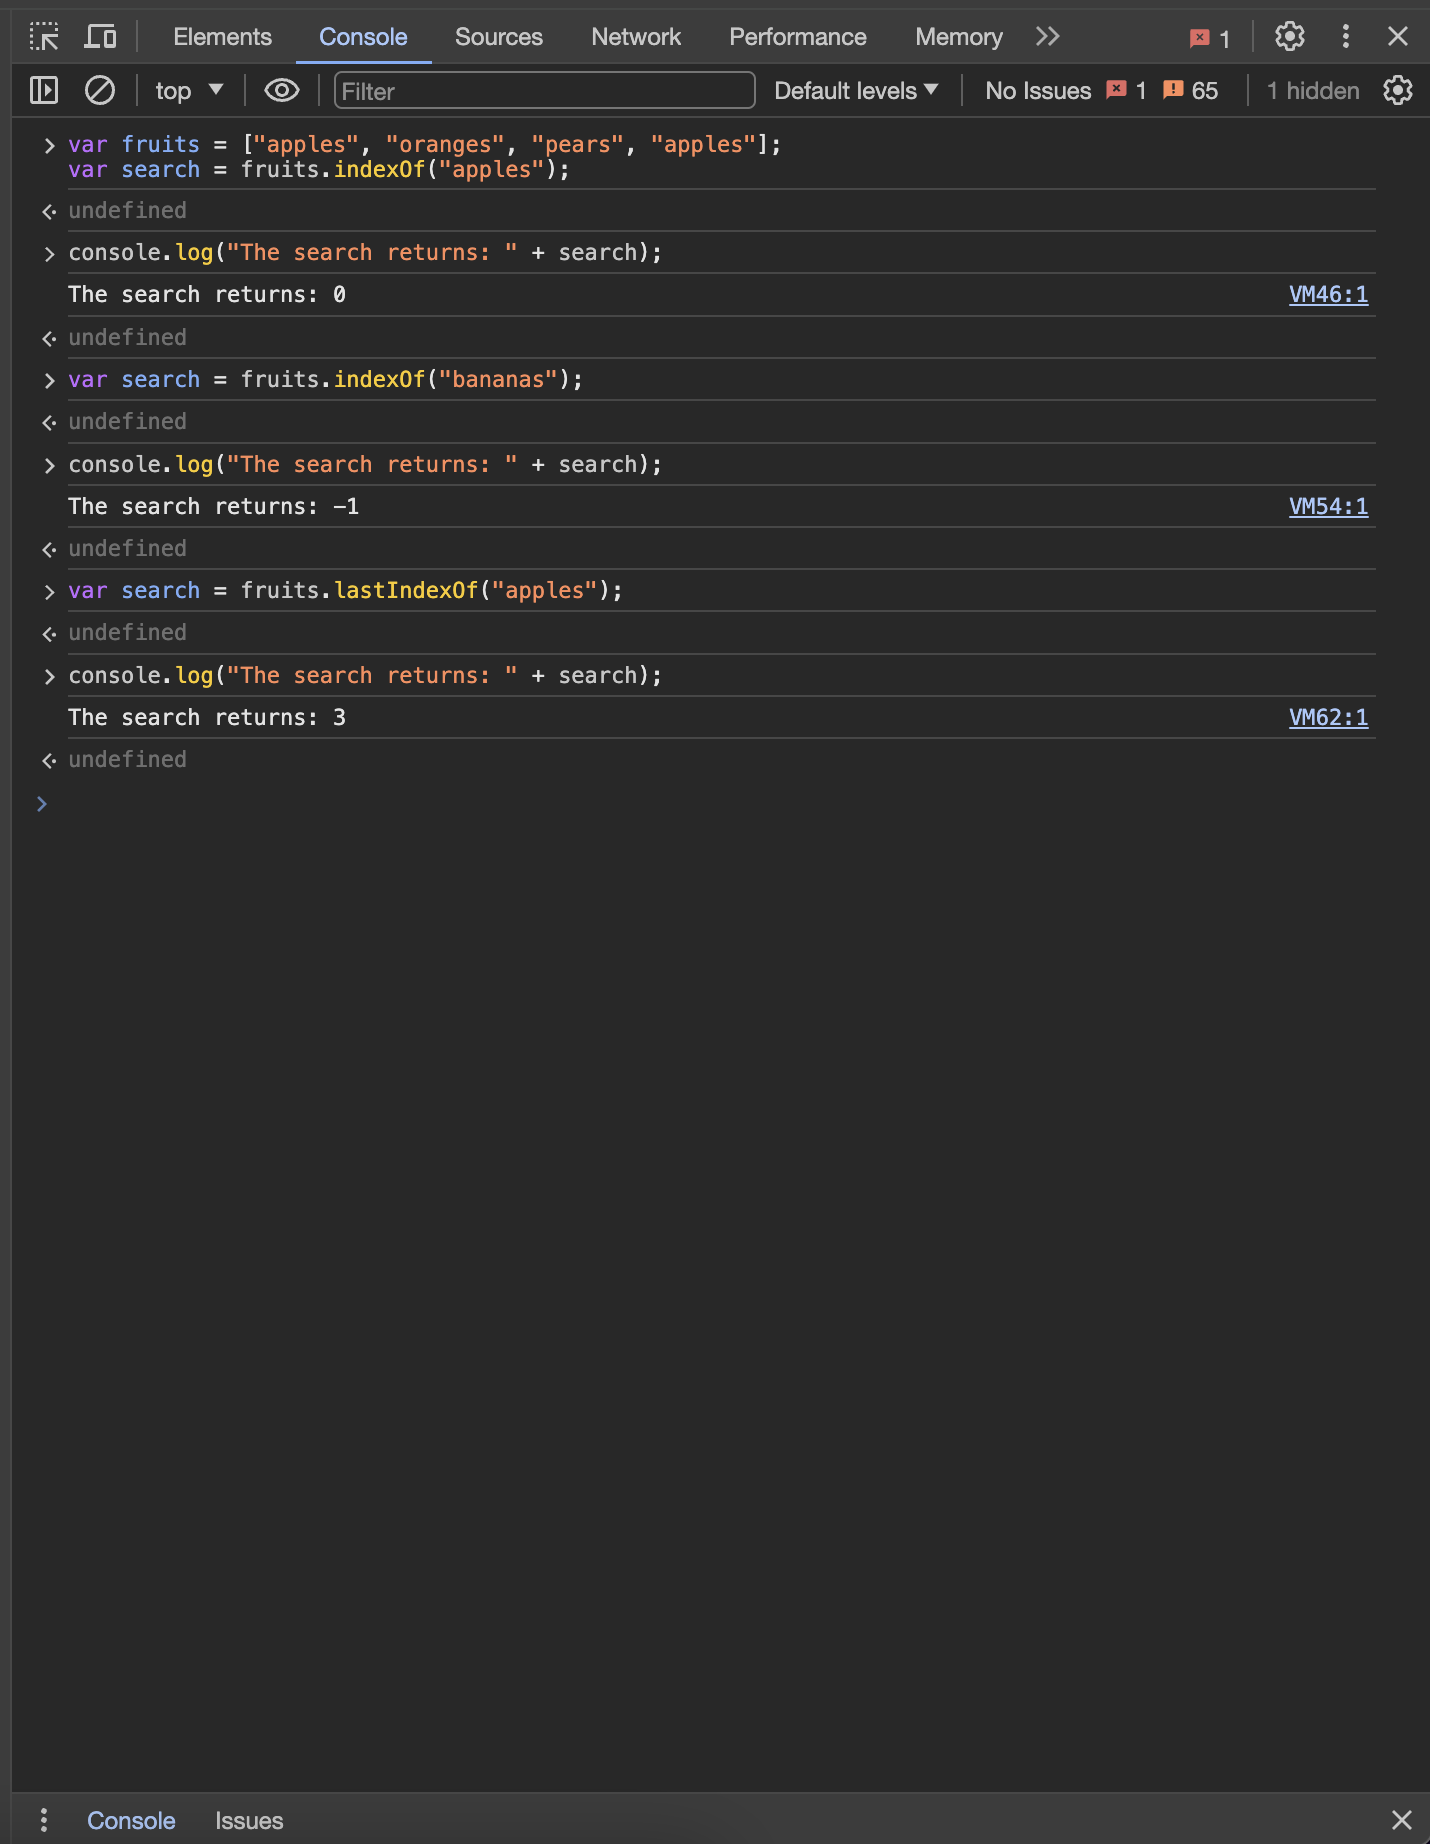 Elements Console Sources Network Performance Memory 1
top Filter Default levels No Issues 1 65 1 hidden
var fruits = ["apples", "oranges", "pears", "apples"];
var search = fruits.indexOf("apples");
undefined
console.log("The search returns: " + search);
The search returns: 0 VM46:1
undefined
var search = fruits.indexOf("bananas");
undefined
console.log("The search returns: " + search);
The search returns: -1 VM54:1
undefined
var search = fruits.lastIndexOf("apples");
undefined
console.log("The search returns: " + search);
The search returns: 3 VM62:1
undefined
Console Issues